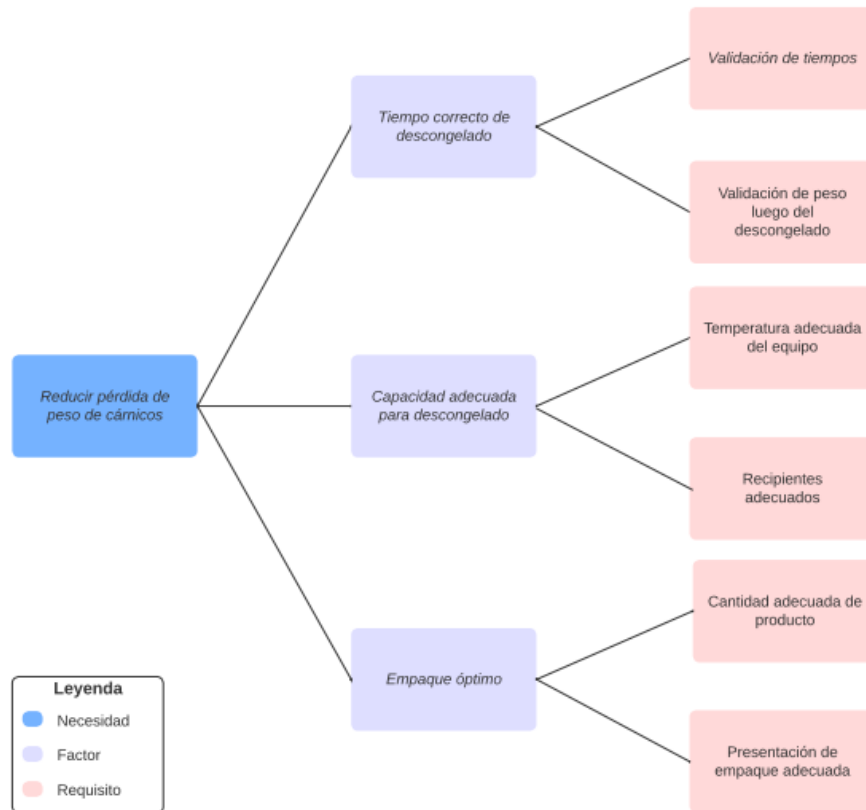 Validación de tiempos
Tiempo correcto de
descongelado
Validación de peso
luego del
descongelado
Temperatura adecuada
del equipo
Reducir pérdida de
peso de cárnicos
Capacidad adecuada
para descongelado
Recipientes
adecuados
Cantidad adecuada de
producto
Empaque óptimo
Presentación de
empaque adecuada
Leyenda
Necesidad
Factor
Requisito